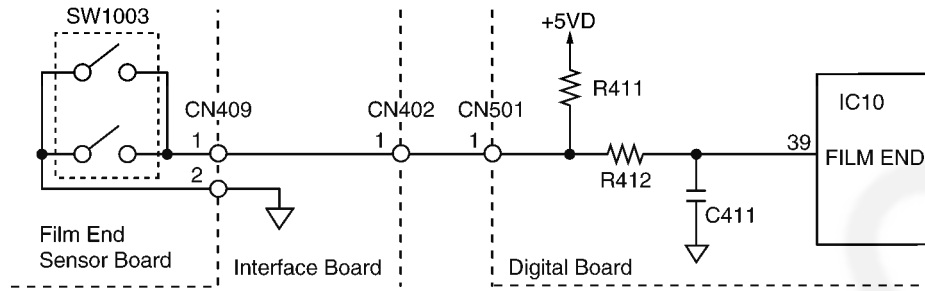 SW1003
+5VD
R411
IC10
CN409
CN402
CN501
1
1
1
39
FILM END
2
R412
C411
Film End
Sensor Board
Interface Board
Digital Board